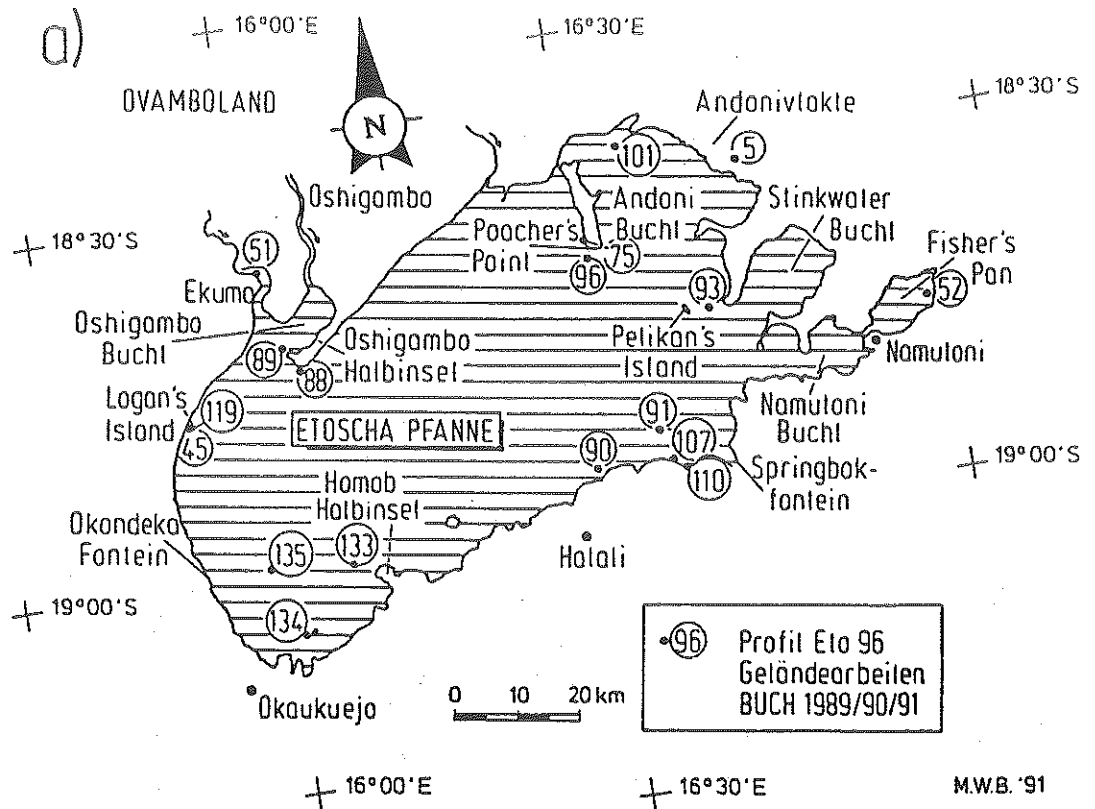 a)
16°00'E
16°30'E
18°30'S
OVAMBOLAND
N
Andonivlakte
5
101
Oshigambo
Andoni
Bucht
Stinkwater
Bucht
18°30'S
51
Poacher's
Point
75
96
Fisher's
Pan
52
Ekuma
93
Oshigambo
Bucht
89
Oshigambo
Halbinsel
88
Pelikan's
Island
Namutoni
Logan's
Island
119
45
ETOSCHA PFANNE
91
107
90
110
Namutoni
Bucht
Springbok-
fontein
19°00'S
Homob
Halbinsel
Okondeka
Fontein
135
133
Halali
19°00'S
134
96
Profil Eto 96
Geländearbeiten
BUCH 1989/90/91
Okaukuejo
0 10 20 km
16°00'E
16°30'E
M.W.B. '91